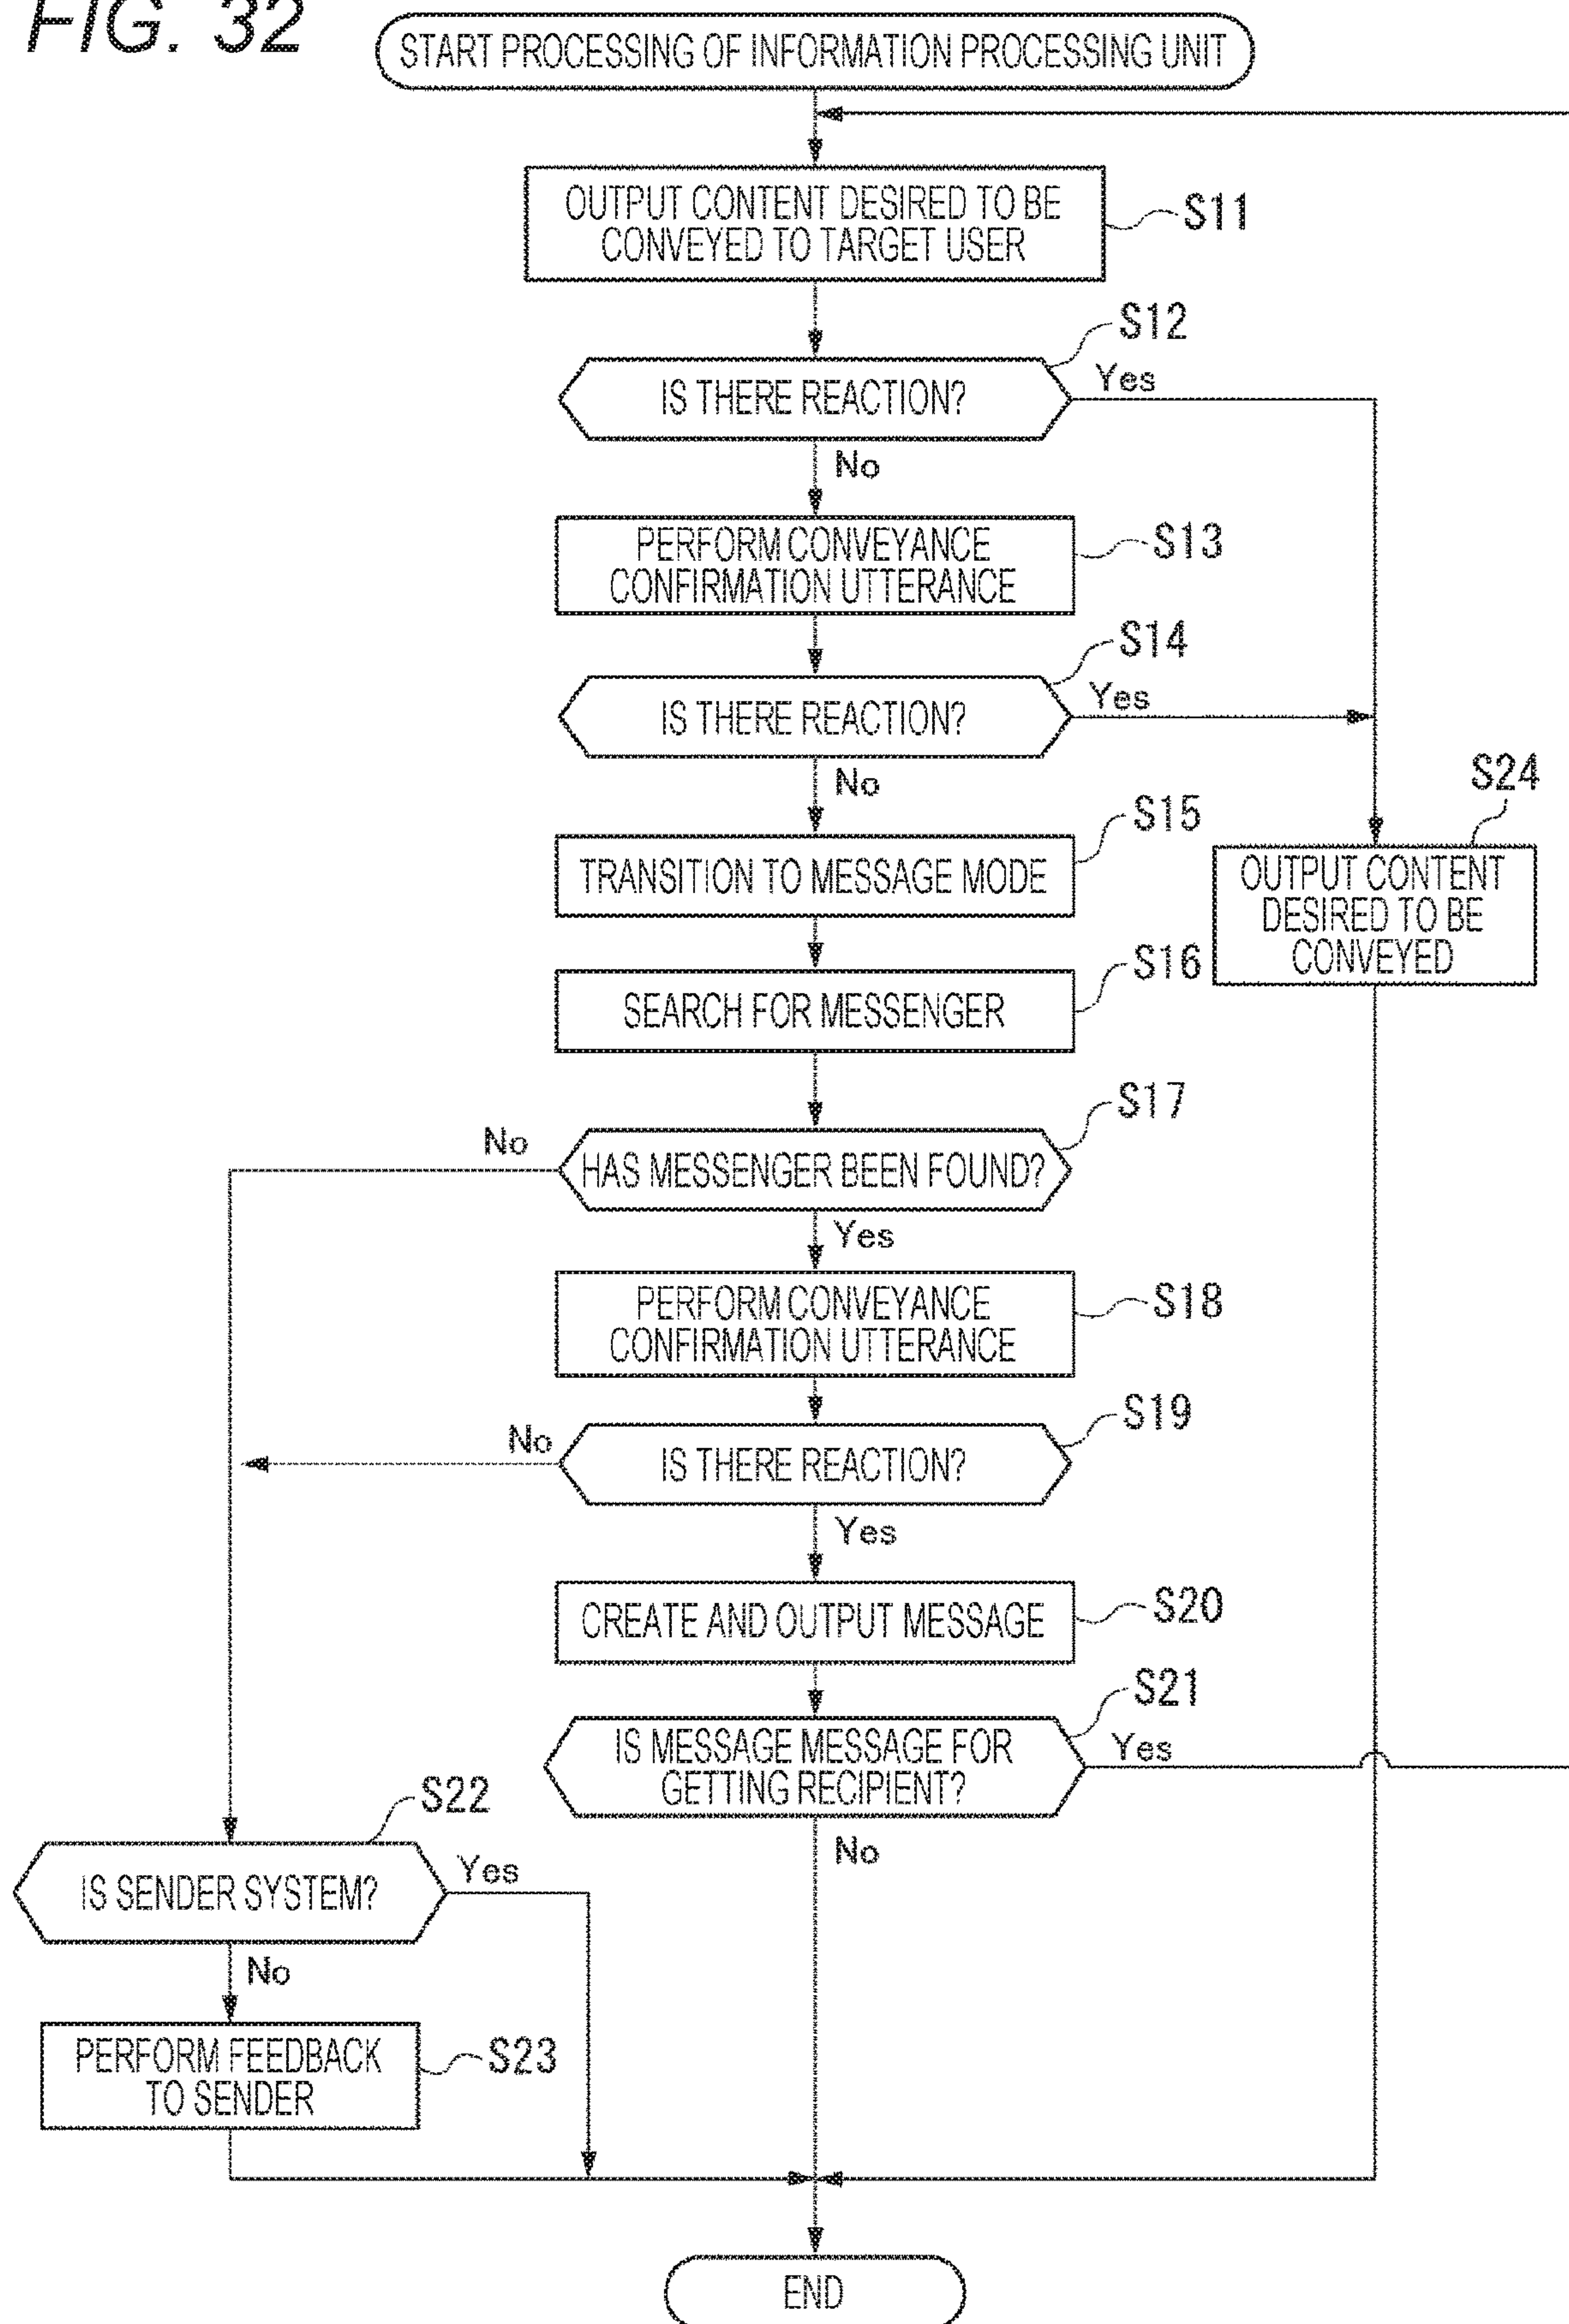 FIG. 32
START PROCESSING OF INFORMATION PROCESSING UNIT
OUTPUT CONTENT DESIRED TO BE
CONVEYED TO TARGET USER
S11
S12
IS THERE REACTION?
Yes
No
PERFORM CONVEYANCE
CONFIRMATION UTTERANCE
S13
S14
IS THERE REACTION?
Yes
No
S15
TRANSITION TO MESSAGE MODE
S24
OUTPUT CONTENT
DESIRED TO BE
CONVEYED
S16
SEARCH FOR MESSENGER
S17
No
HAS MESSENGER BEEN FOUND?
Yes
PERFORM CONVEYANCE
CONFIRMATION UTTERANCE
S18
S19
No
IS THERE REACTION?
Yes
CREATE AND OUTPUT MESSAGE
S20
S21
IS MESSAGE MESSAGE FOR
GETTING RECIPIENT?
Yes
No
S22
IS SENDER SYSTEM?
Yes
No
PERFORM FEEDBACK
TO SENDER
S23
END